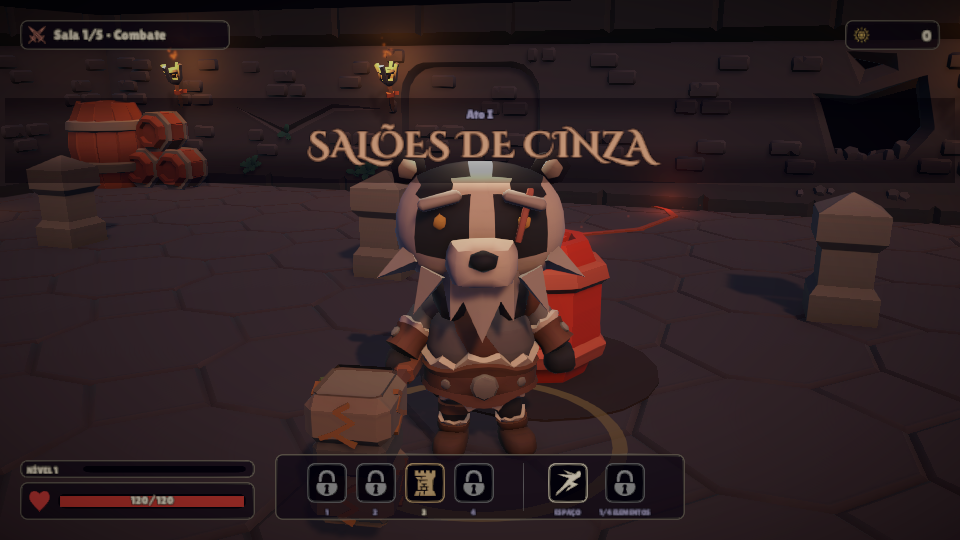 Sala 1/5 - Combate
0
Ato I
SALÕES DE CINZA
NÍVEL 1
120/120
1
2
3
4
ESPAÇO
1/4 ELEMENTOS